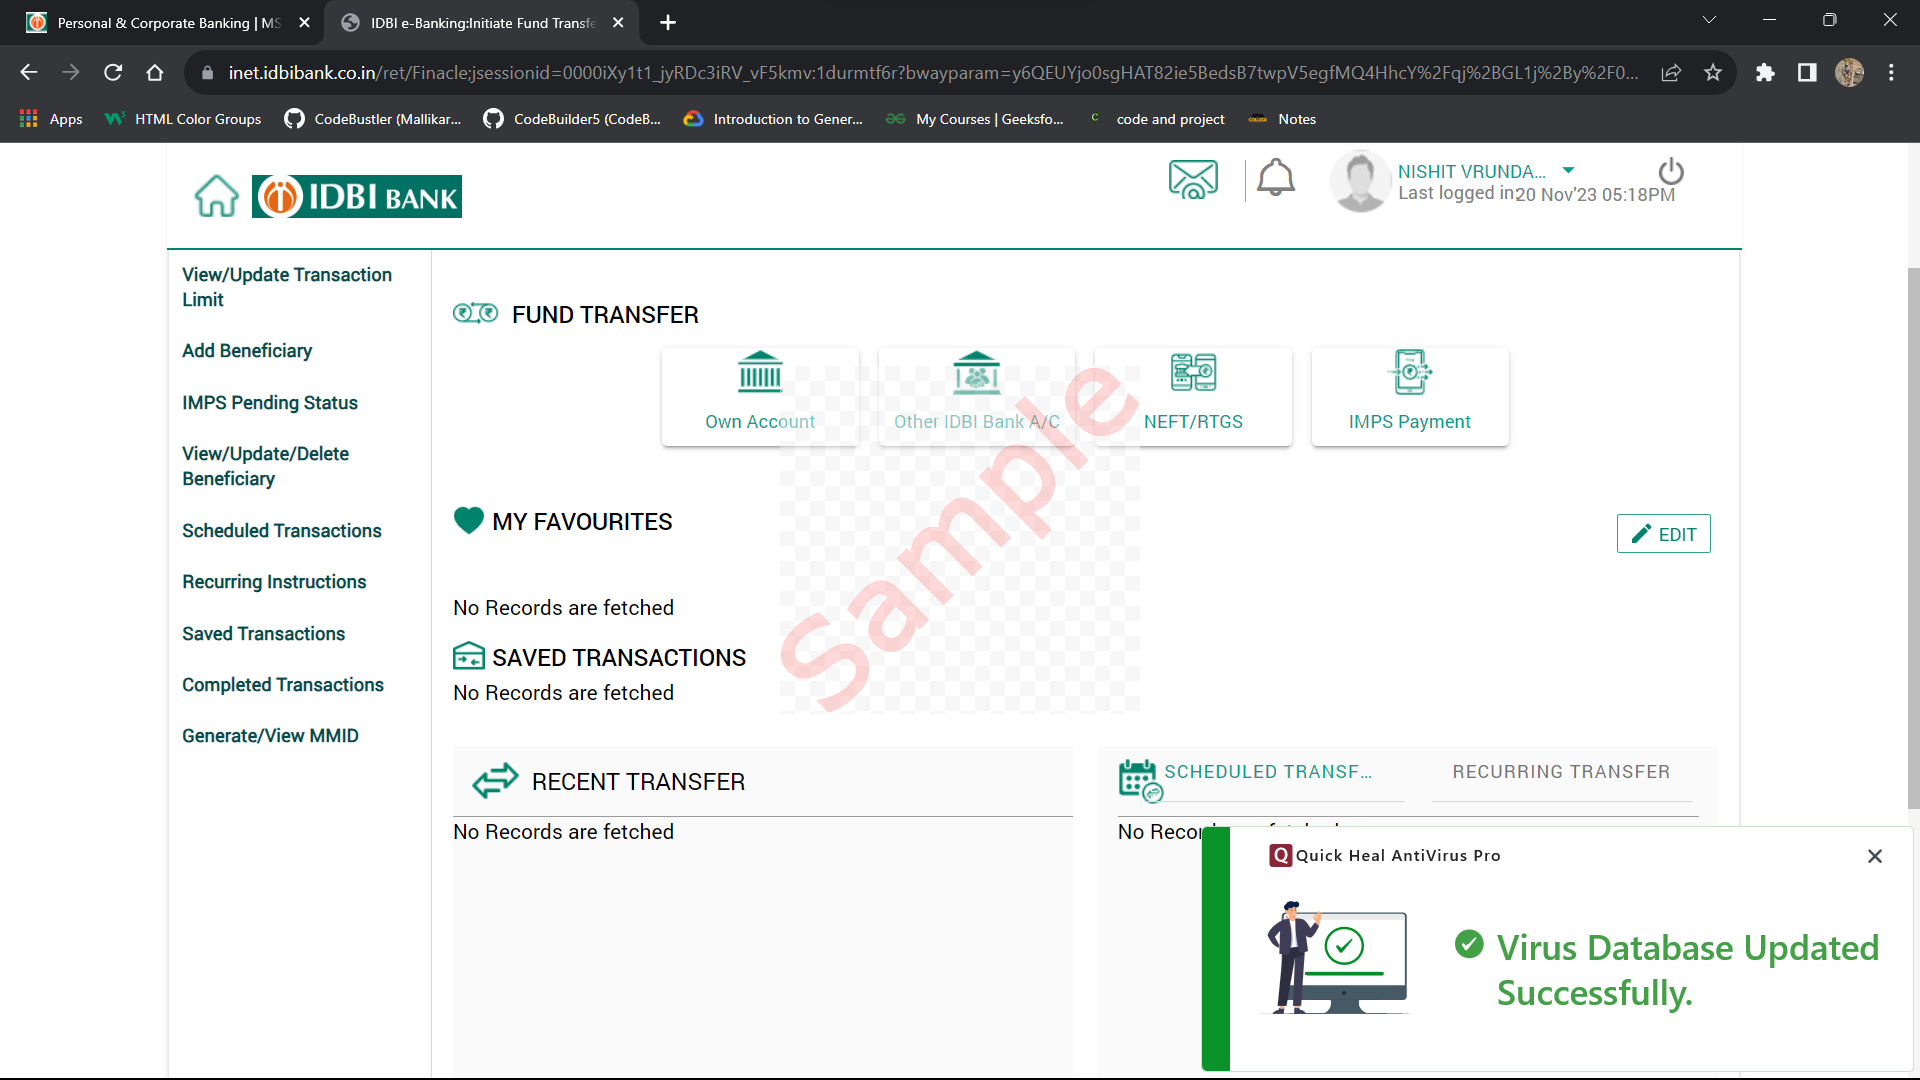 Personal & Corporate Banking | MS
IDBI e-Banking:Initiate Fund Transfe
inet.idbibank.co.in/ret/Finacle;jsessionid=0000iXy1t1_jyRDc3iRV_vF5kmv:1durmtf6r?bwayparam=y6QEUYjo0sgHAT82ie5BedsB7twpV5egfMQ4HhcY%2Fqj%2BGL1j%2By%2F0...
Apps
HTML Color Groups
CodeBustler (Mallikar...
CodeBuilder5 (CodeB...
Introduction to Gener...
My Courses | Geeksfo...
code and project
Notes
IDBI BANK
NISHIT VRUNDA...
Last logged in20 Nov'23 05:18PM
View/Update Transaction
Limit
Add Beneficiary
IMPS Pending Status
View/Update/Delete
Beneficiary
Scheduled Transactions
Recurring Instructions
Saved Transactions
Completed Transactions
Generate/View MMID
FUND TRANSFER
Own Account
Other IDBI Bank A/C
NEFT/RTGS
IMPS Payment
Sample
MY FAVOURITES
EDIT
No Records are fetched
SAVED TRANSACTIONS
No Records are fetched
RECENT TRANSFER
No Records are fetched
SCHEDULED TRANSF...
RECURRING TRANSFER
No
Quick Heal AntiVirus Pro
Virus Database Updated
Successfully.